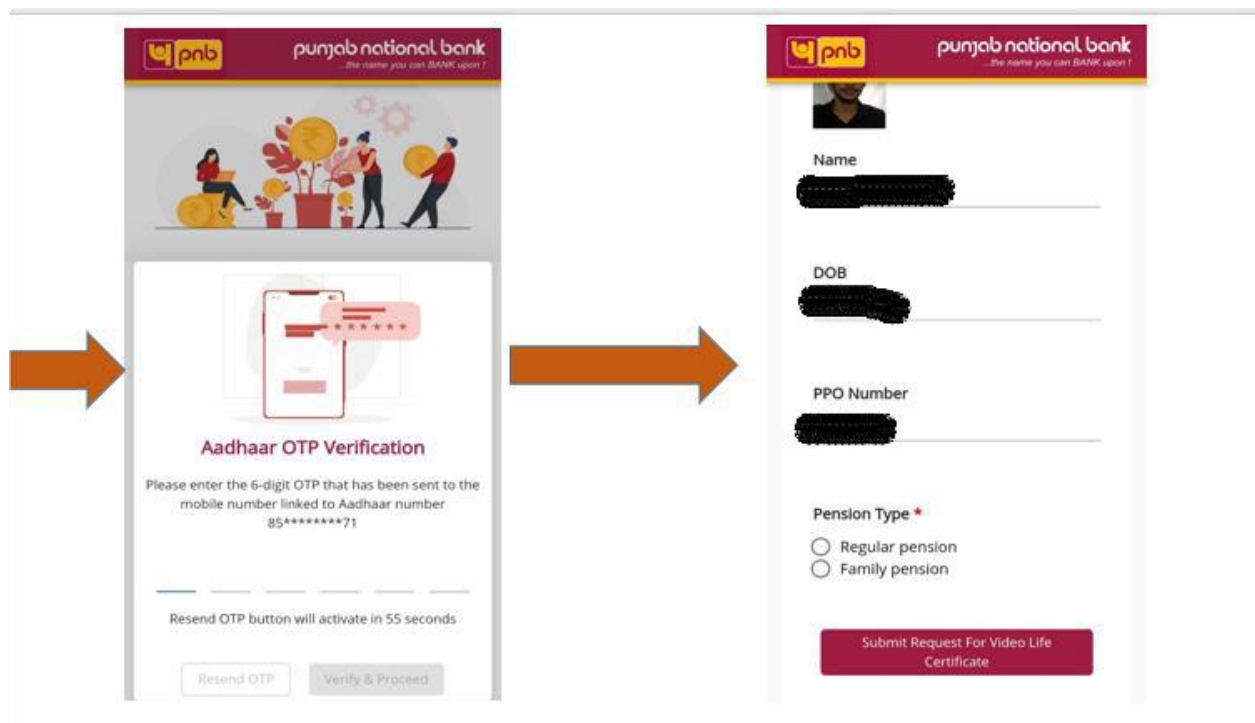 पnb pnb
punjab national bank
...the name you can BANK upon !
******
Aadhaar OTP Verification
Please enter the 6-digit OTP that has been sent to the
mobile number linked to Aadhaar number
85********71
Resend OTP button will activate in 55 seconds
Resend OTP
Verify & Proceed
pnb
punjab national bank
...the name you can BANK upon !
Name
DOB
PPO Number
Pension Type *
Regular pension
Family pension
Submit Request For Video Life
Certificate